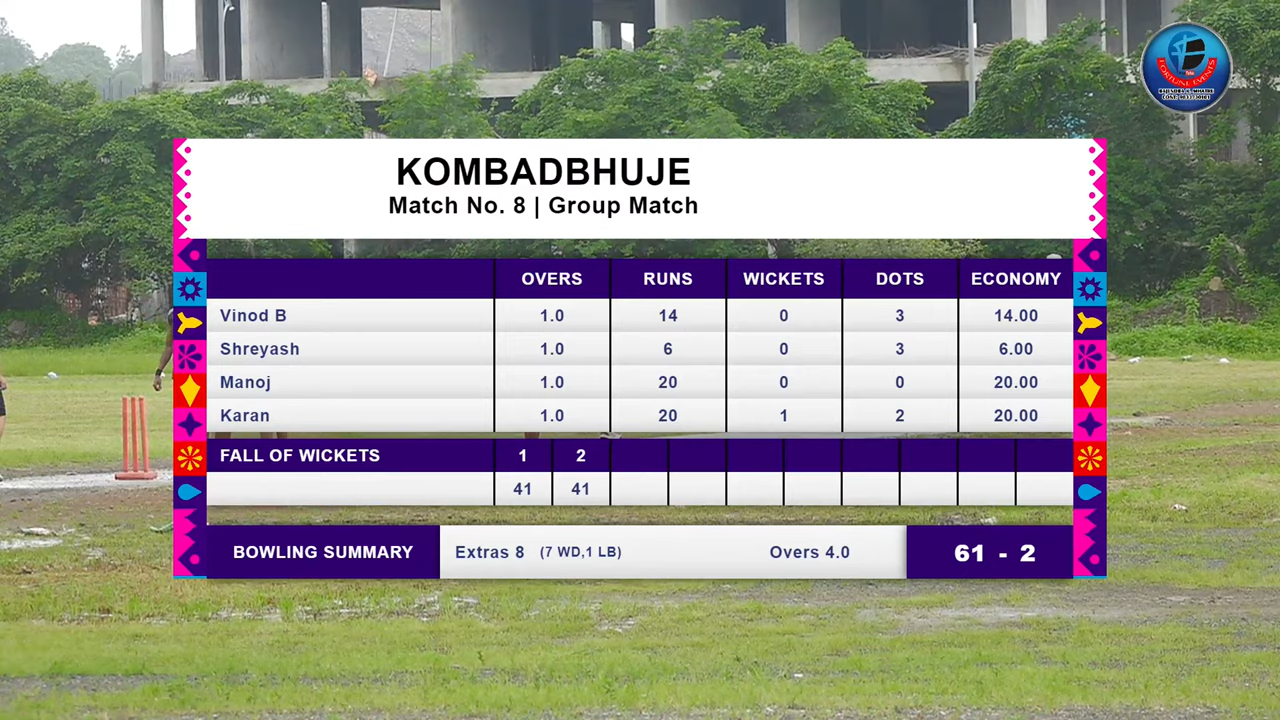 KOMBADBHUJE
Match No. 8 | Group Match
OVERS RUNS WICKETS DOTS ECONOMY
Vinod B 1.0 14 0 3 14.00
Shreyash 1.0 6 0 3 6.00
Manoj 1.0 20 0 0 20.00
Karan 1.0 20 1 2 20.00
FALL OF WICKETS 1 2
41 41
BOWLING SUMMARY Extras 8 (7 WD,1 LB) Overs 4.0 61 - 2
FORTUNE EVENTS